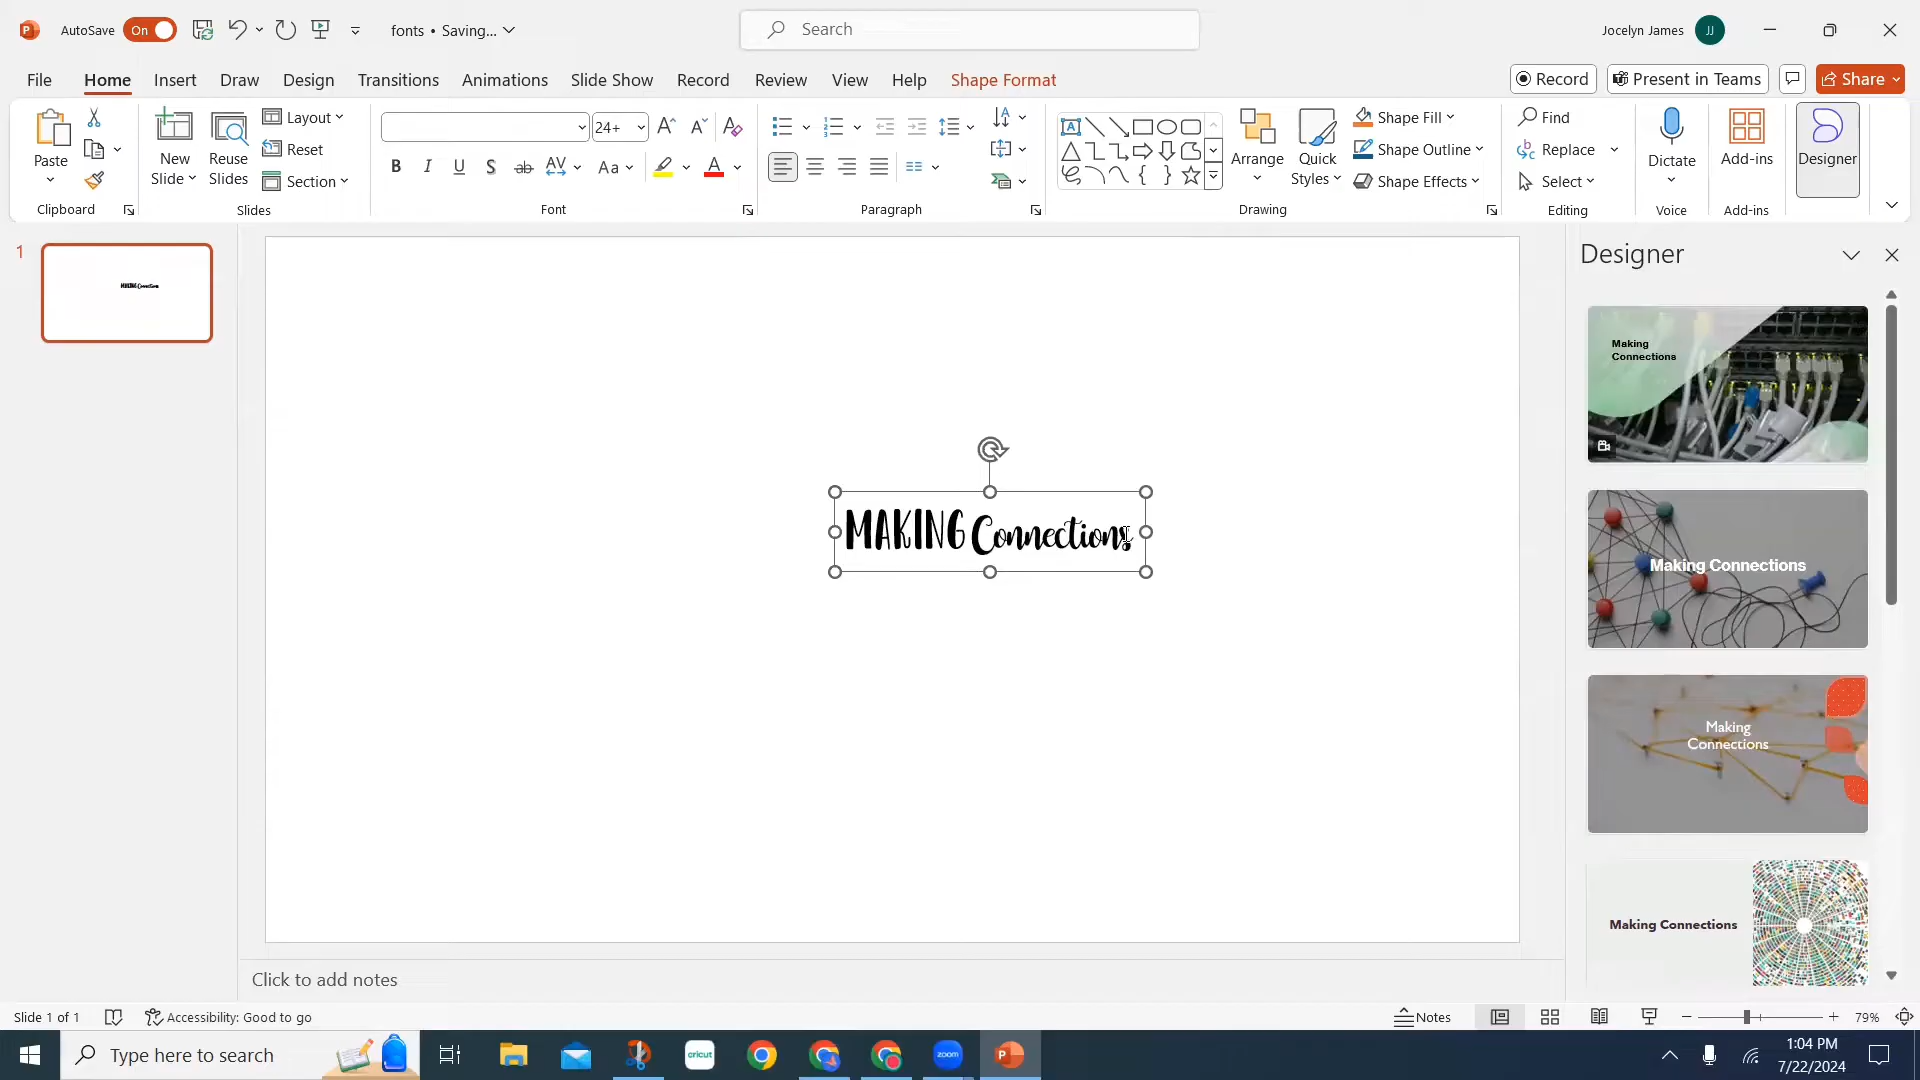 AutoSave On fonts • Saving... Search Jocelyn James JJ
File Home Insert Draw Design Transitions Animations Slide Show Record Review View Help Shape Format Record Present in Teams Share
Paste New Slide Reuse Slides Layout Reset Section 24+ Aa Arrange Quick Styles Shape Fill Shape Outline Shape Effects Find Replace Select Dictate Add-ins Designer
Clipboard Slides Font Paragraph Drawing Editing Voice Add-ins
1
MAKING Connections
MAKING Connections
Designer
Making
Connections
Making Connections
Making
Connections
Making Connections
Click to add notes
Slide 1 of 1 Accessibility: Good to go Notes 79%
Type here to search cricut zoom 1:04 PM
7/22/2024